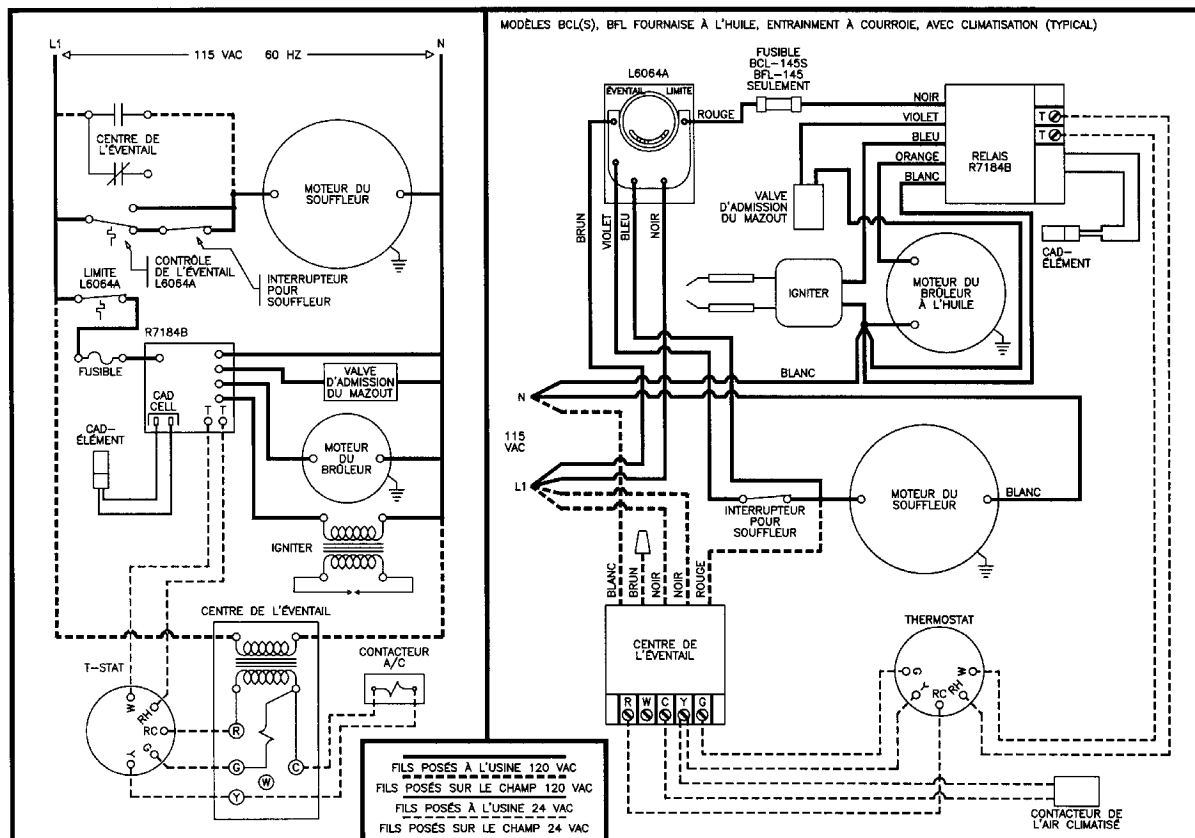 MODÈLES BCL(S), BFL FOURNAISE À L'HUILE, ENTRAINMENT À COURROIE, AVEC CLIMATISATION (TYPICAL)
L1
115 VAC 60 HZ
N
CENTRE DE
L'ÉVENTAIL
MOTEUR DU
SOUFFLEUR
CONTRÔLE
DE L'ÉVENTAIL
L6064A
INTERRUPTEUR
POUR
SOUFFLEUR
LIMITE
L6064A
R7184B
FUSIBLE
CAD
CELL
T T
VALVE
D'ADMISSION
DU MAZOUT
CAD-
ÉLÉMENT
MOTEUR
DU
BRÛLEUR
IGNITER
CENTRE DE L'ÉVENTAIL
T-STAT
CONTACTEUR
A/C
W
RH
RC
G
Y
R
G
W
C
Y
FILS POSÉS À L'USINE 120 VAC
FILS POSÉS SUR LE CHAMP 120 VAC
FILS POSÉS À L'USINE 24 VAC
FILS POSÉS SUR LE CHAMP 24 VAC
L6064A
ÉVENTAIL
LIMITE
ROUGE
FUSIBLE
BCL-145S
BFL-145
SEULEMENT
NOIR
VIOLET
BLEU
ORANGE
BLANC
RELAIS
R7184B
T
T
VALVE
D'ADMISSION
DU MAZOUT
CAD-
ÉLÉMENT
BRUN
VIOLET
BLEU
NOIR
IGNITER
MOTEUR DU
BRÛLEUR
À L'HUILE
BLANC
N
115
VAC
L1
INTERRUPTEUR
POUR
SOUFFLEUR
MOTEUR DU
SOUFFLEUR
BLANC
BLANC
BRUN
NOIR
NOIR
ROUGE
CENTRE DE
L'ÉVENTAIL
R W C Y G
THERMOSTAT
G
Y
RC
RH
W
CONTACTEUR DE
L'AIR CLIMATISÉ